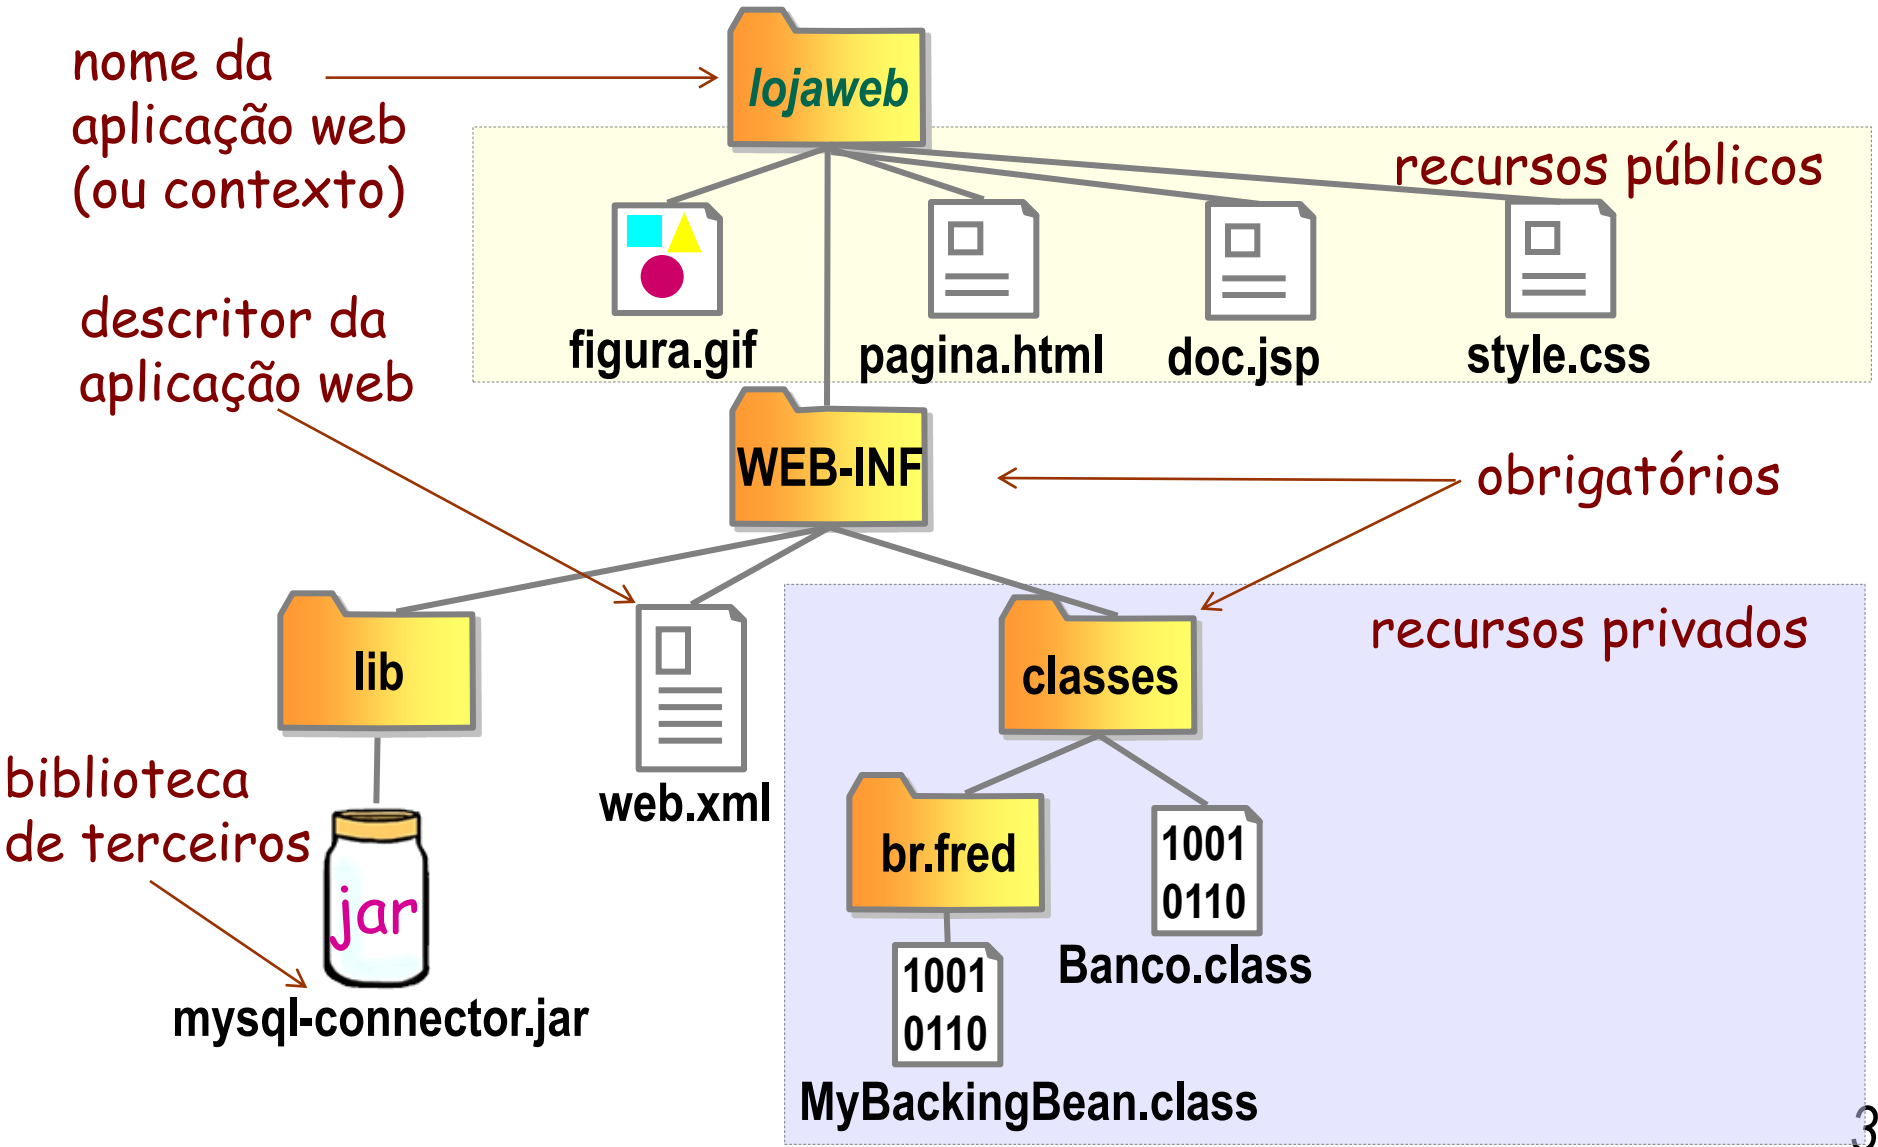 nome da
aplicação web
(ou contexto)
lojaweb
recursos públicos
figura.gif
pagina.html
doc.jsp
style.css
descritor da
aplicação web
WEB-INF
obrigatórios
lib
web.xml
classes
recursos privados
biblioteca
de terceiros
jar
mysql-connector.jar
br.fred
1001
0110
Banco.class
1001
0110
MyBackingBean.class
3